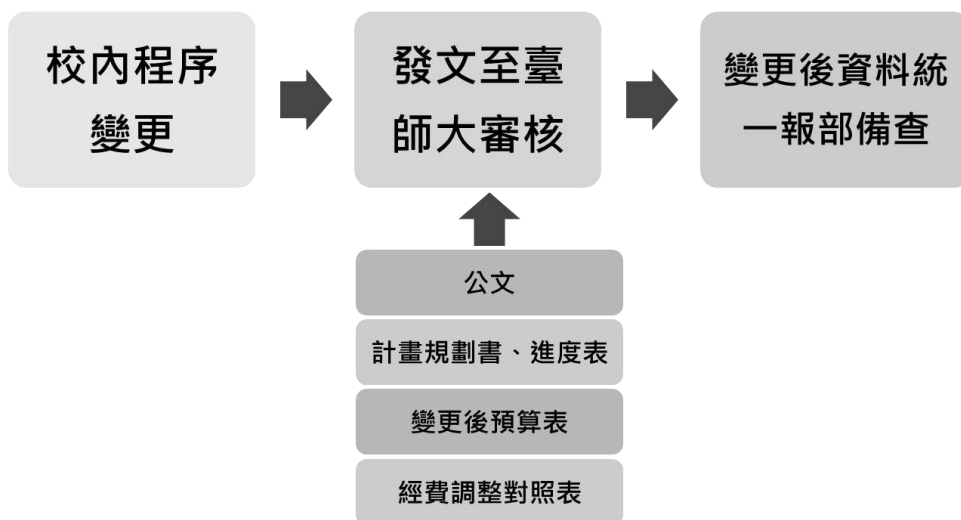 校內程序
變更
發文至臺
師大審核
變更後資料統
一報部備查
公文
計畫規劃書、進度表
變更後預算表
經費調整對照表